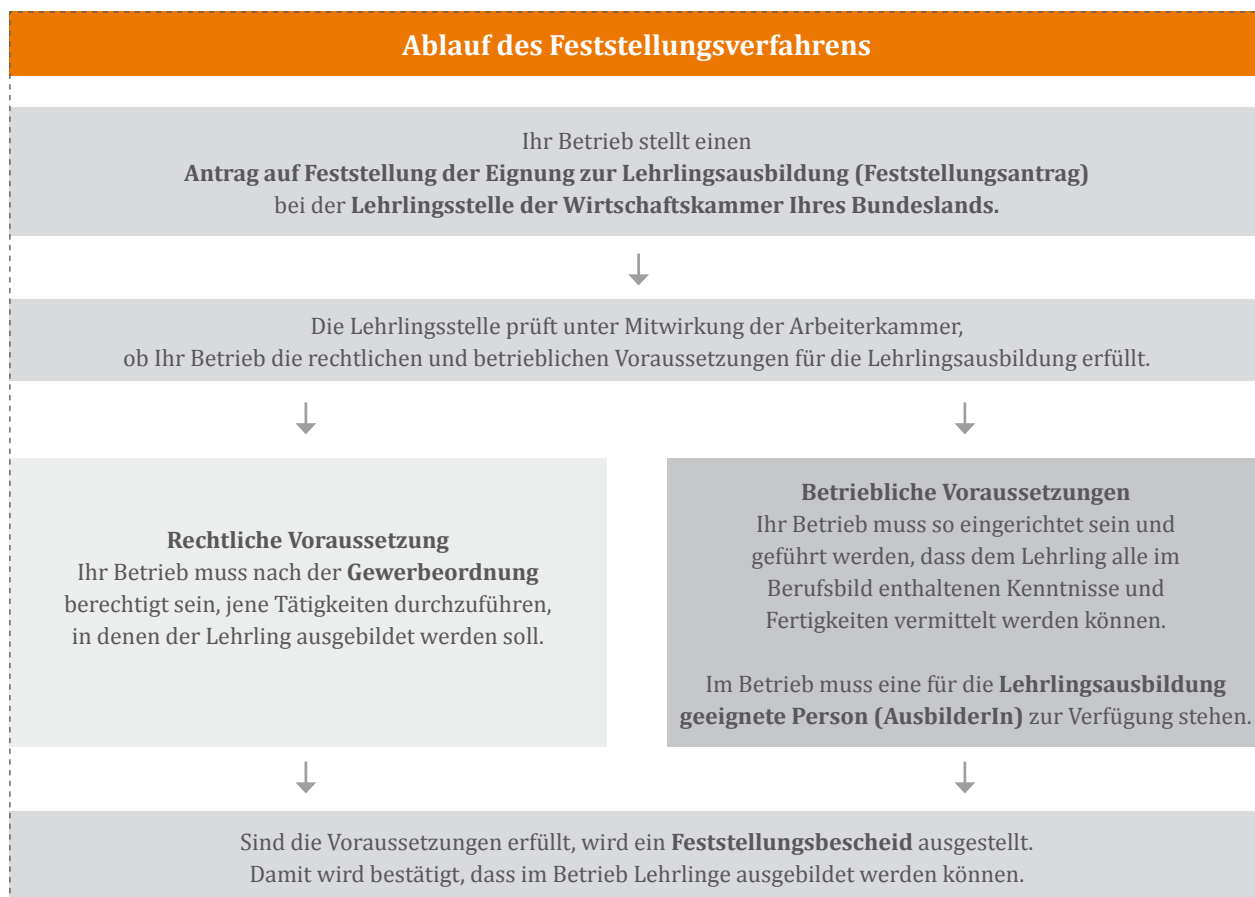 Ablauf des Feststellungsverfahrens
Ihr Betrieb stellt einen
Antrag auf Feststellung der Eignung zur Lehrlingsausbildung (Feststellungsantrag)
bei der Lehrlingsstelle der Wirtschaftskammer Ihres Bundeslands.
Die Lehrlingsstelle prüft unter Mitwirkung der Arbeiterkammer,
ob Ihr Betrieb die rechtlichen und betrieblichen Voraussetzungen für die Lehrlingsausbildung erfüllt.
Rechtliche Voraussetzung
Ihr Betrieb muss nach der Gewerbeordnung
berechtigt sein, jene Tätigkeiten durchzuführen,
in denen der Lehrling ausgebildet werden soll.
Betriebliche Voraussetzungen
Ihr Betrieb muss so eingerichtet sein und
geführt werden, dass dem Lehrling alle im
Berufsbild enthaltenen Kenntnisse und
Fertigkeiten vermittelt werden können.
Im Betrieb muss eine für die Lehrlingsausbildung
geeignete Person (AusbilderIn) zur Verfügung stehen.
Sind die Voraussetzungen erfüllt, wird ein Feststellungsbescheid ausgestellt.
Damit wird bestätigt, dass im Betrieb Lehrlinge ausgebildet werden können.